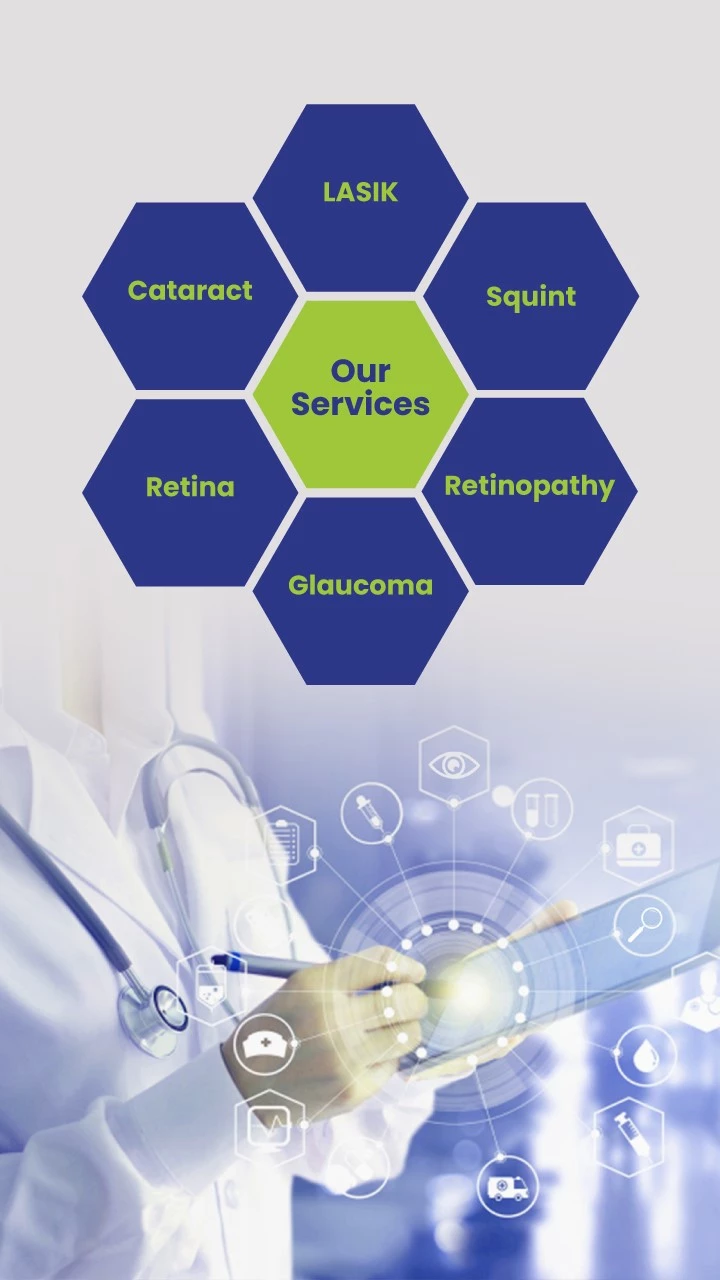 LASIK
Cataract
Squint
Our
Services
Retina
Retinopathy
Glaucoma